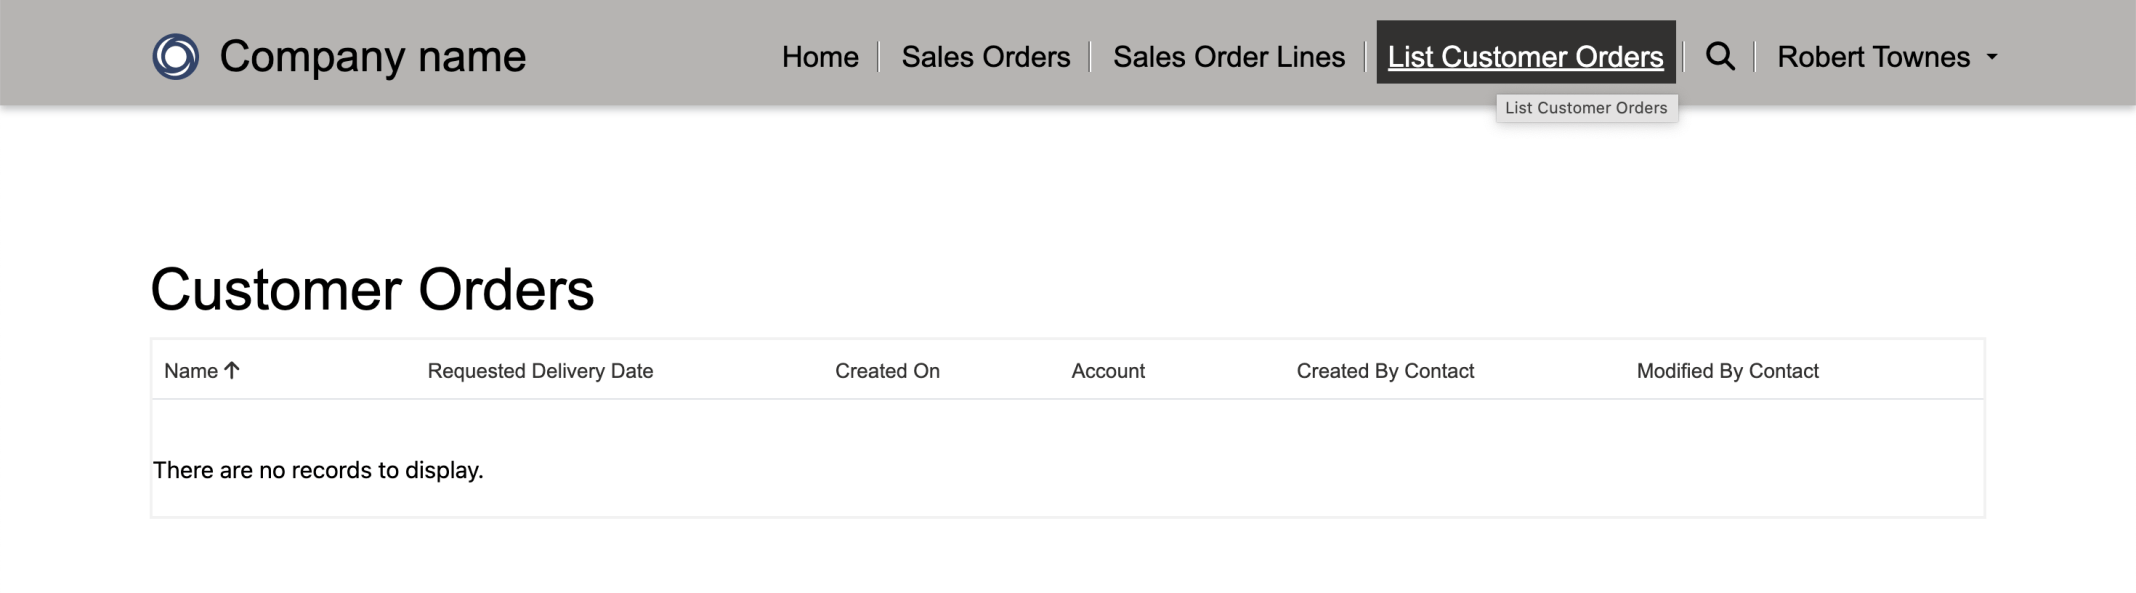 Company name
Home Sales Orders Sales Order Lines List Customer Orders Robert Townes
List Customer Orders
Customer Orders
Name Requested Delivery Date Created On Account Created By Contact Modified By Contact
There are no records to display.